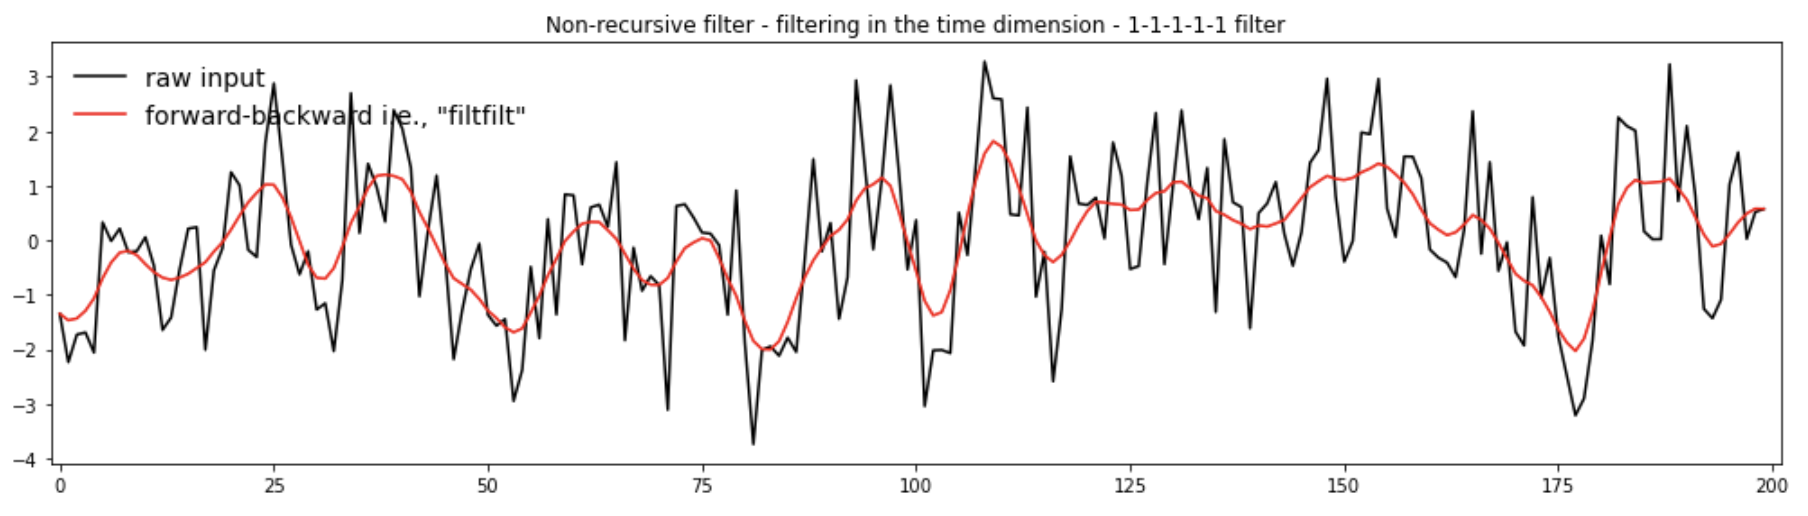 Non-recursive filter - filtering in the time dimension - 1-1-1-1-1 filter
raw input
forward-backward i.e., "filtfilt"
3
2
1
0
−1
−2
−3
−4
0 25 50 75 100 125 150 175 200